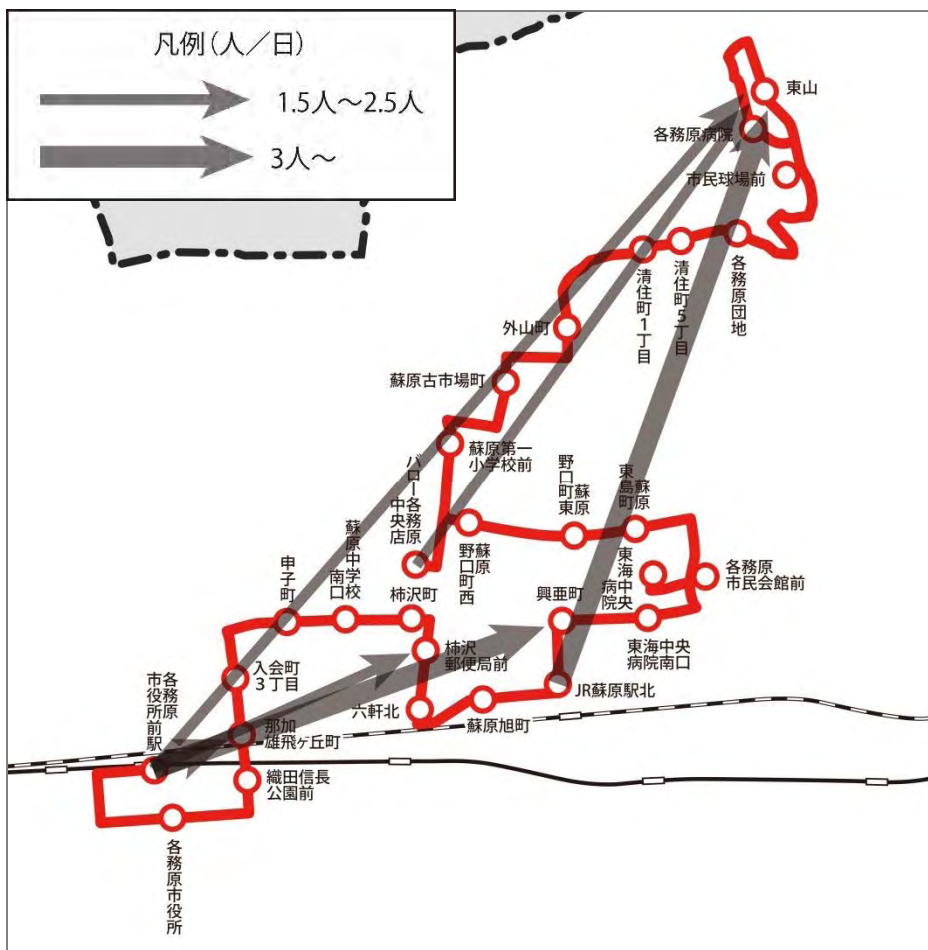 凡例（人／日）
1.5人～2.5人
3人～
東山
各務原病院
市民球場前
各務原団地
清住町5丁目
清住町1丁目
外山町
蘇原古市場町
蘇原第一
小学校前
バロー各務原
中央店
蘇原
野口町西
蘇原
野口町東
蘇原
東島町
各務原
市民会館前
東海中央
病院
東海中央
病院南口
興亜町
JR蘇原駅北
蘇原旭町
六軒北
柿沢
郵便局前
柿沢町
蘇原中学校
南口
申子町
入会町
3丁目
那加
雄飛ヶ丘町
織田信長
公園前
各務原
市役所前駅
各務原市役所